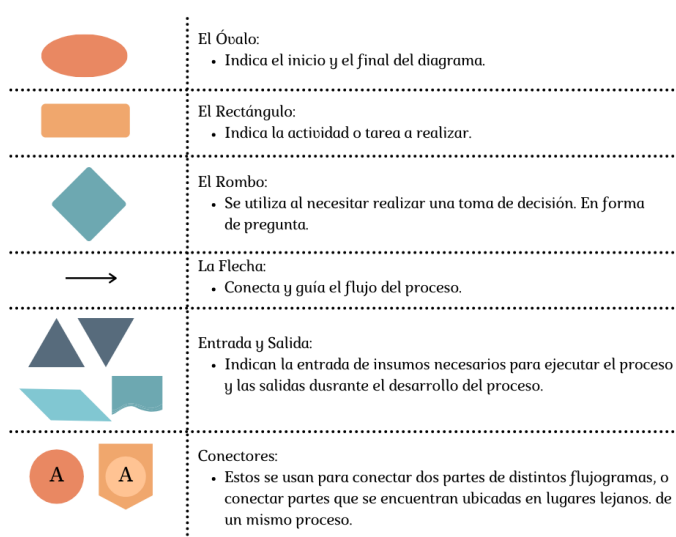 El Óvalo:
• Indica el inicio y el final del diagrama.
El Rectángulo:
• Indica la actividad o tarea a realizar.
El Rombo:
• Se utiliza al necesitar realizar una toma de decisión. En forma
de pregunta.
La Flecha:
• Conecta y guía el flujo del proceso.
Entrada y Salida:
• Indican la entrada de insumos necesarios para ejecutar el proceso
y las salidas dusrante el desarrollo del proceso.
A A
Conectores:
• Estos se usan para conectar dos partes de distintos flujogramas, o
conectar partes que se encuentran ubicadas en lugares lejanos. de
un mismo proceso.